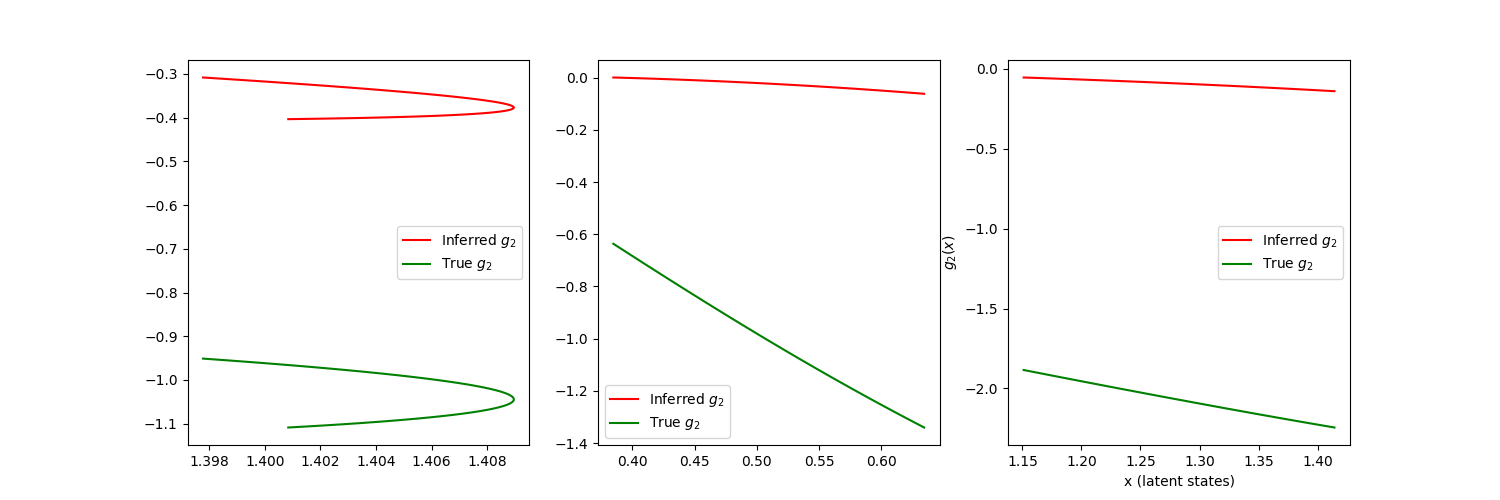 −0.3
−0.4
−0.5
−0.6
−0.7
−0.8
−0.9
−1.0
−1.1
1.398 1.400 1.402 1.404 1.406 1.408
Inferred g₂
True g₂
0.0
−0.2
−0.4
−0.6
−0.8
−1.0
−1.2
−1.4
0.40 0.45 0.50 0.55 0.60
Inferred g₂
True g₂
g₂(x)
0.0
−0.5
−1.0
−1.5
−2.0
1.15 1.20 1.25 1.30 1.35 1.40
x (latent states)
Inferred g₂
True g₂